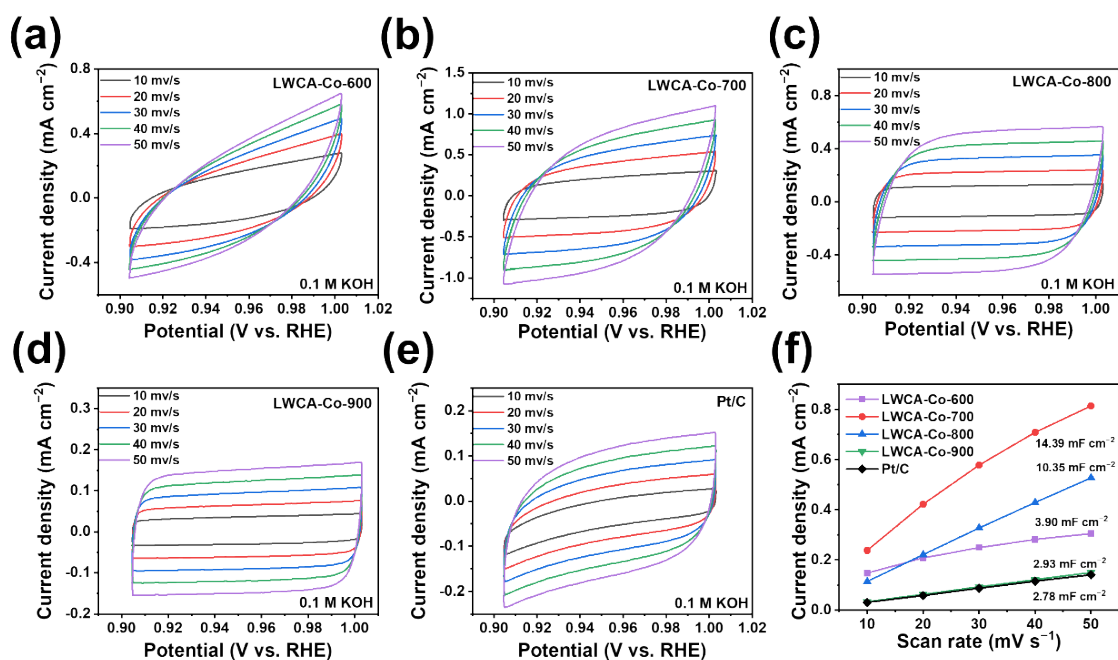 (a)
LWCA-Co-600
10 mv/s
20 mv/s
30 mv/s
40 mv/s
50 mv/s
0.8
0.4
0.0
-0.4
Current density (mA cm⁻²)
0.1 M KOH
0.90 0.92 0.94 0.96 0.98 1.00 1.02
Potential (V vs. RHE)
(b)
LWCA-Co-700
10 mv/s
20 mv/s
30 mv/s
40 mv/s
50 mv/s
1.5
1.0
0.5
0.0
-0.5
-1.0
Current density (mA cm⁻²)
0.1 M KOH
0.90 0.92 0.94 0.96 0.98 1.00 1.02
Potential (V vs. RHE)
(c)
LWCA-Co-800
10 mv/s
20 mv/s
30 mv/s
40 mv/s
50 mv/s
0.8
0.4
0.0
-0.4
Current density (mA cm⁻²)
0.1 M KOH
0.90 0.92 0.94 0.96 0.98 1.00
Potential (V vs. RHE)
(d)
LWCA-Co-900
10 mv/s
20 mv/s
30 mv/s
40 mv/s
50 mv/s
0.3
0.2
0.1
0.0
-0.1
-0.2
Current density (mA cm⁻²)
0.1 M KOH
0.90 0.92 0.94 0.96 0.98 1.00
Potential (V vs. RHE)
(e)
Pt/C
10 mv/s
20 mv/s
30 mv/s
40 mv/s
50 mv/s
0.2
0.1
0.0
-0.1
-0.2
Current density (mA cm⁻²)
0.1 M KOH
0.90 0.92 0.94 0.96 0.98 1.00
Potential (V vs. RHE)
(f)
LWCA-Co-600
LWCA-Co-700
LWCA-Co-800
LWCA-Co-900
Pt/C
14.39 mF cm⁻²
10.35 mF cm⁻²
3.90 mF cm⁻²
2.93 mF cm⁻²
2.78 mF cm⁻²
0.8
0.6
0.4
0.2
0.0
Current density (mA cm⁻²)
10 20 30 40 50
Scan rate (mV s⁻¹)